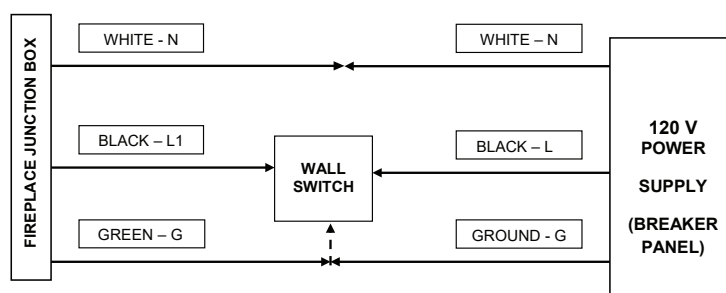 FIREPLACE JUNCTION BOX
WHITE - N
WHITE – N
BLACK – L1
BLACK – L
WALL
SWITCH
GREEN – G
GROUND - G
120 V
POWER
SUPPLY
(BREAKER
PANEL)